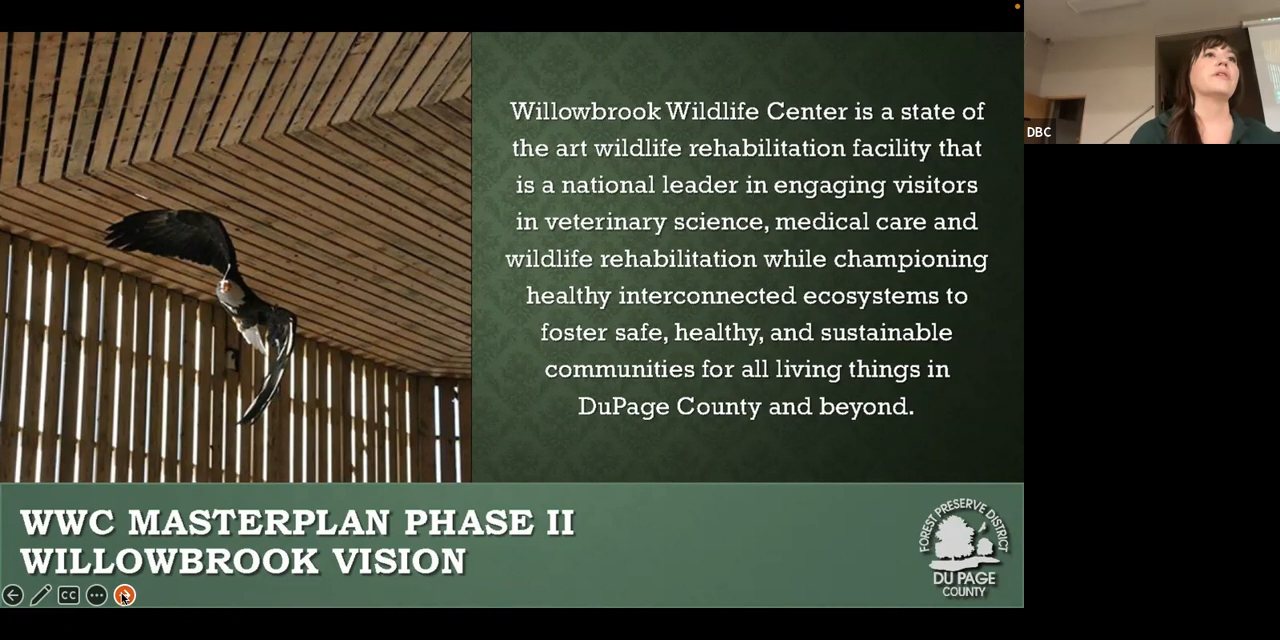 Willowbrook Wildlife Center is a state of
the art wildlife rehabilitation facility that
is a national leader in engaging visitors
in veterinary science, medical care and
wildlife rehabilitation while championing
healthy interconnected ecosystems to
foster safe, healthy, and sustainable
communities for all living things in
DuPage County and beyond.
WWC MASTERPLAN PHASE II
WILLOWBROOK VISION
FOREST PRESERVE DISTRICT
DU PAGE
COUNTY
CC
DBC